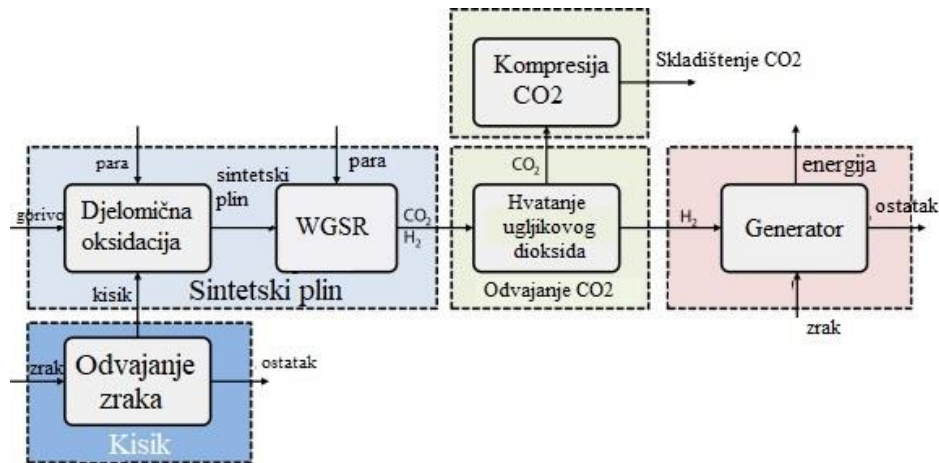 Kompresija
CO2
Skladištenje CO2
para
sintetski
plin
para
CO₂
energija
gorivo
Djelomična
oksidacija
WGSR
CO₂
H₂
Hvatanje
ugljikovog
đioksida
H₂
Generator
ostatak
kisik
Sintetski plin
Odvajanje CO2
zrak
zrak
Odvajanje
zraka
ostatak
Kisik